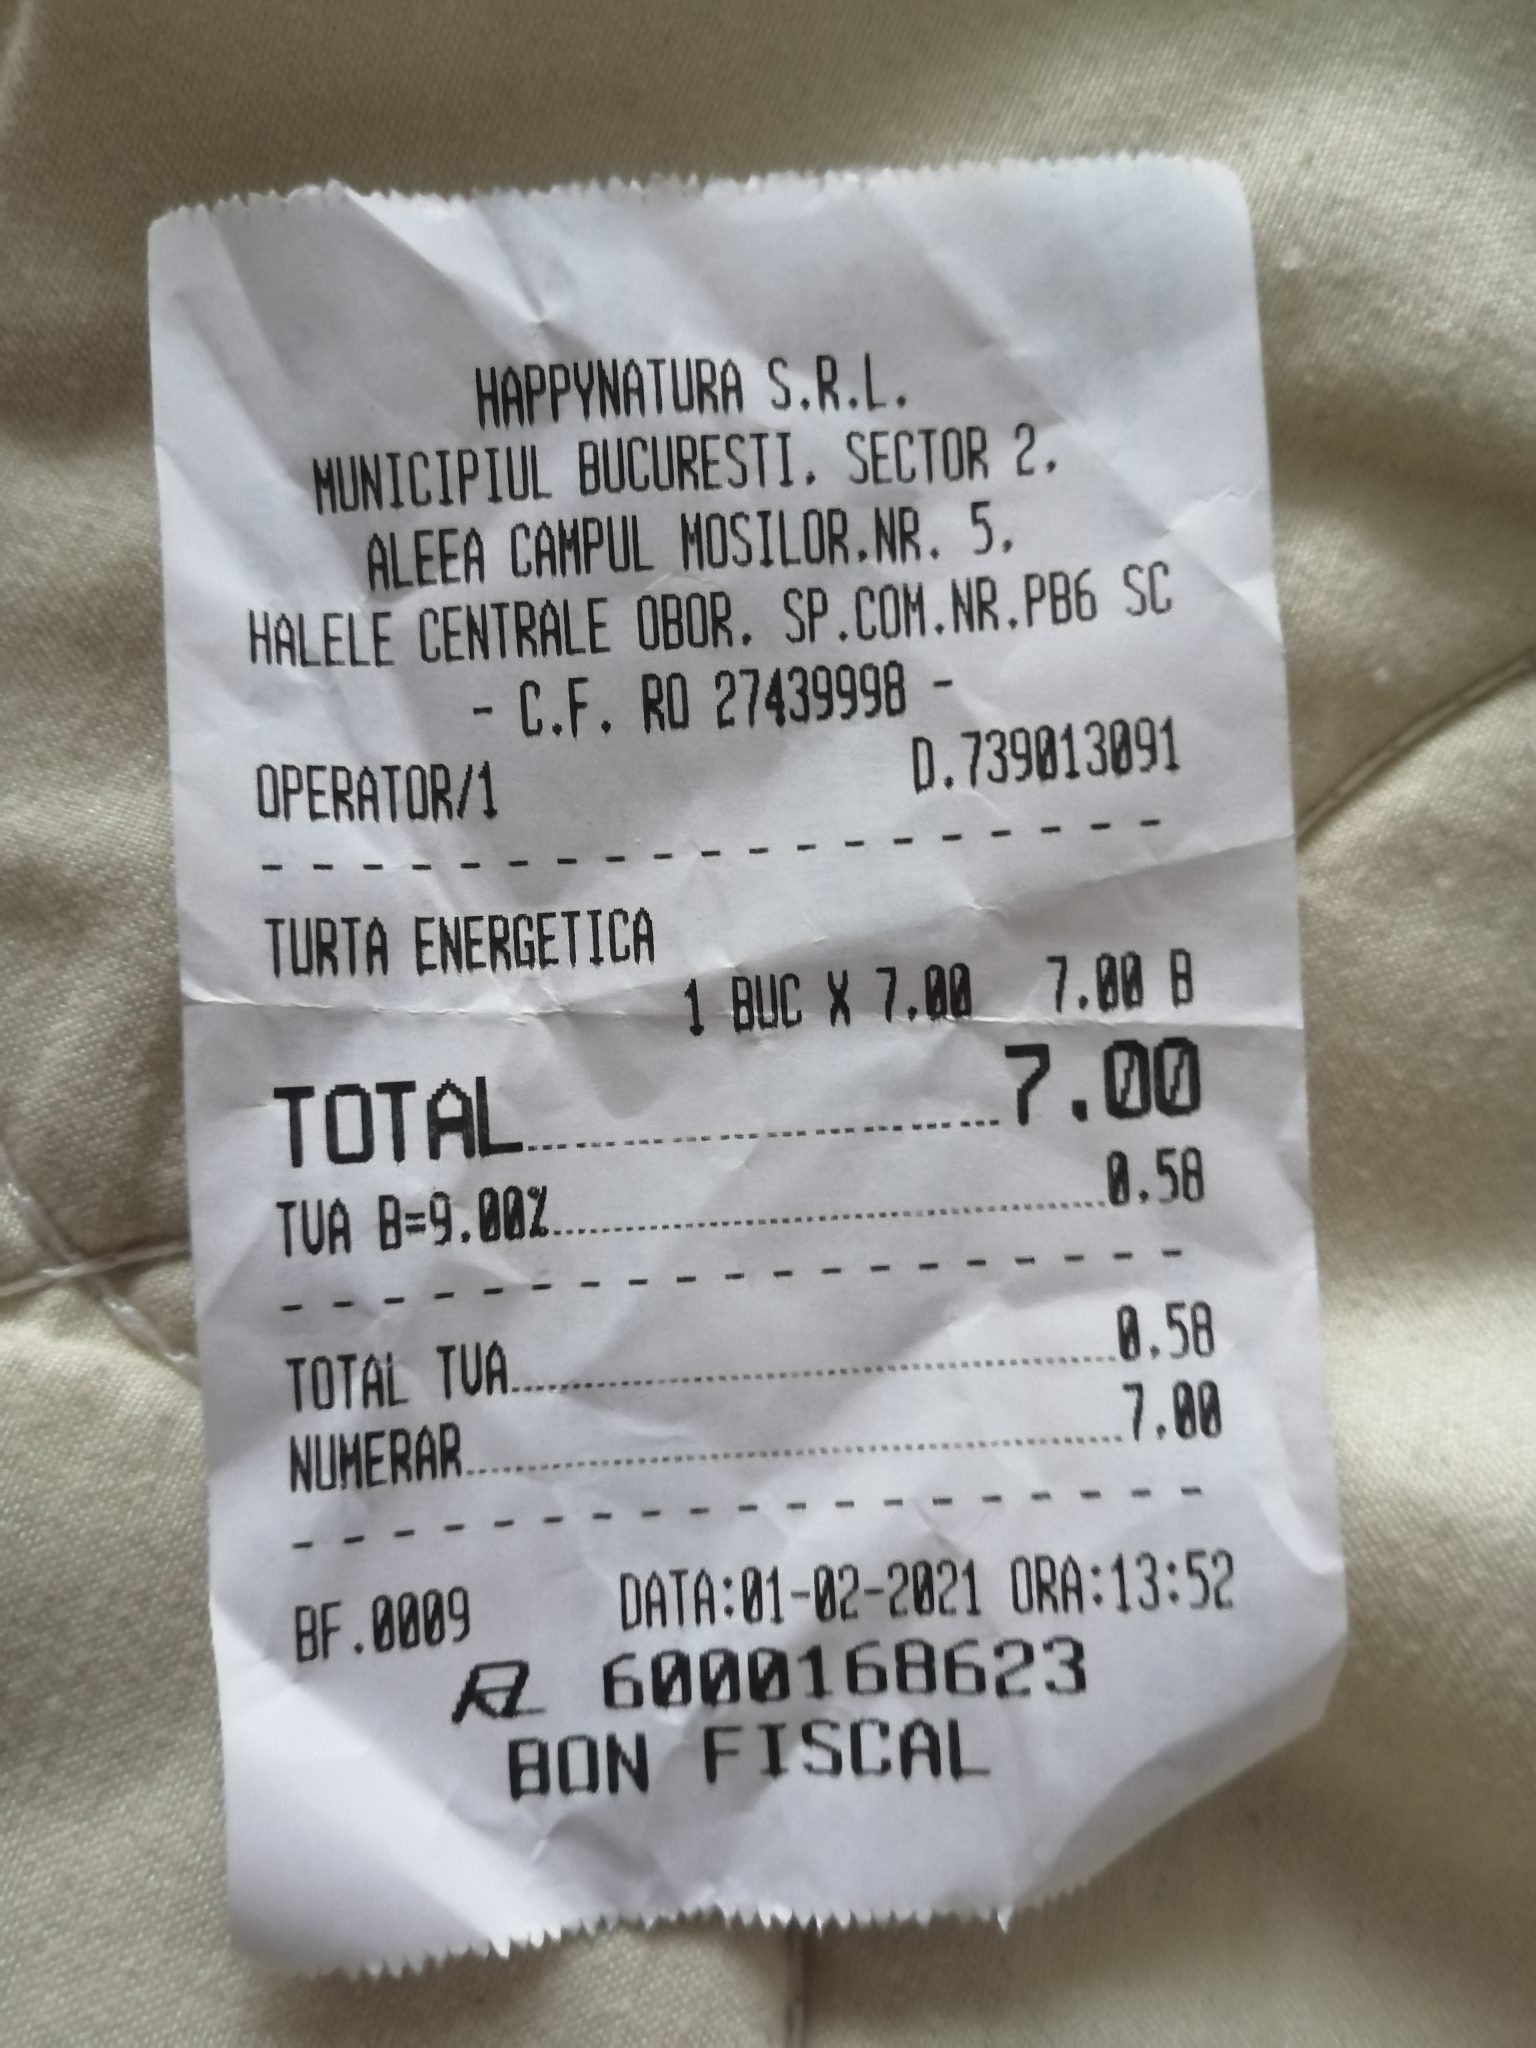 HAPPYNATURA S.R.L.
MUNICIPIUL BUCURESTI, SECTOR 2,
ALEEA CAMPUL MOSILOR,NR. 5,
HALELE CENTRALE OBOR, SP.COM.NR.PB6 SC
- C.F. RO 27439998 -
OPERATOR/1 D.739013091
TURTA ENERGETICA
1 BUC X 7.00 7.00 B
TOTAL 7.00
TVA B=9.00% 0.58
TOTAL TVA 0.58
NUMERAR 7.00
BF.0009 DATA:01-02-2021 ORA:13:52
6000168623
BON FISCAL